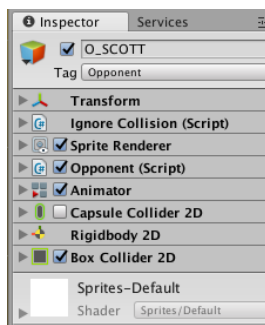 Inspector Services
O_SCOTT
Tag Opponent
Transform
Ignore Collision (Script)
Sprite Renderer
Opponent (Script)
Animator
Capsule Collider 2D
Rigidbody 2D
Box Collider 2D
Sprites-Default
Shader Sprites/Default